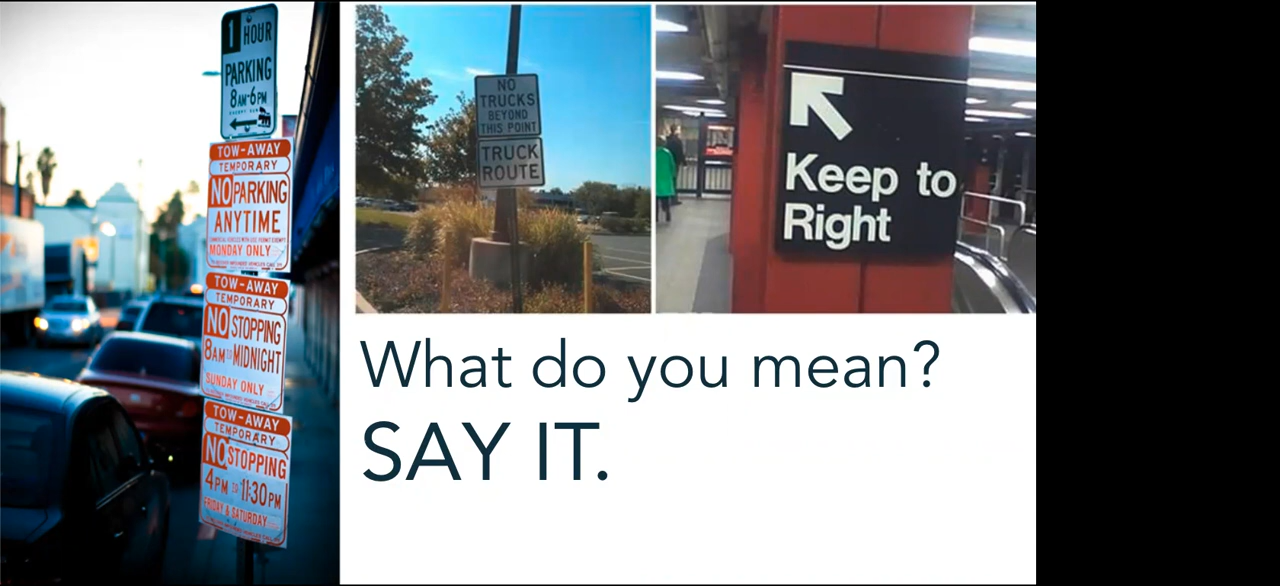 1 HOUR
PARKING
8AM-6PM
TOW-AWAY
TEMPORARY
NO PARKING
ANYTIME
MONDAY ONLY
TOW-AWAY
TEMPORARY
NO STOPPING
8AM TO MIDNIGHT
SUNDAY ONLY
TOW-AWAY
TEMPORARY
NO STOPPING
4PM TO 11:30PM
FRIDAY & SATURDAY
NO
TRUCKS
BEYOND
THIS POINT
TRUCK
ROUTE
Keep to
Right
What do you mean?
SAY IT.